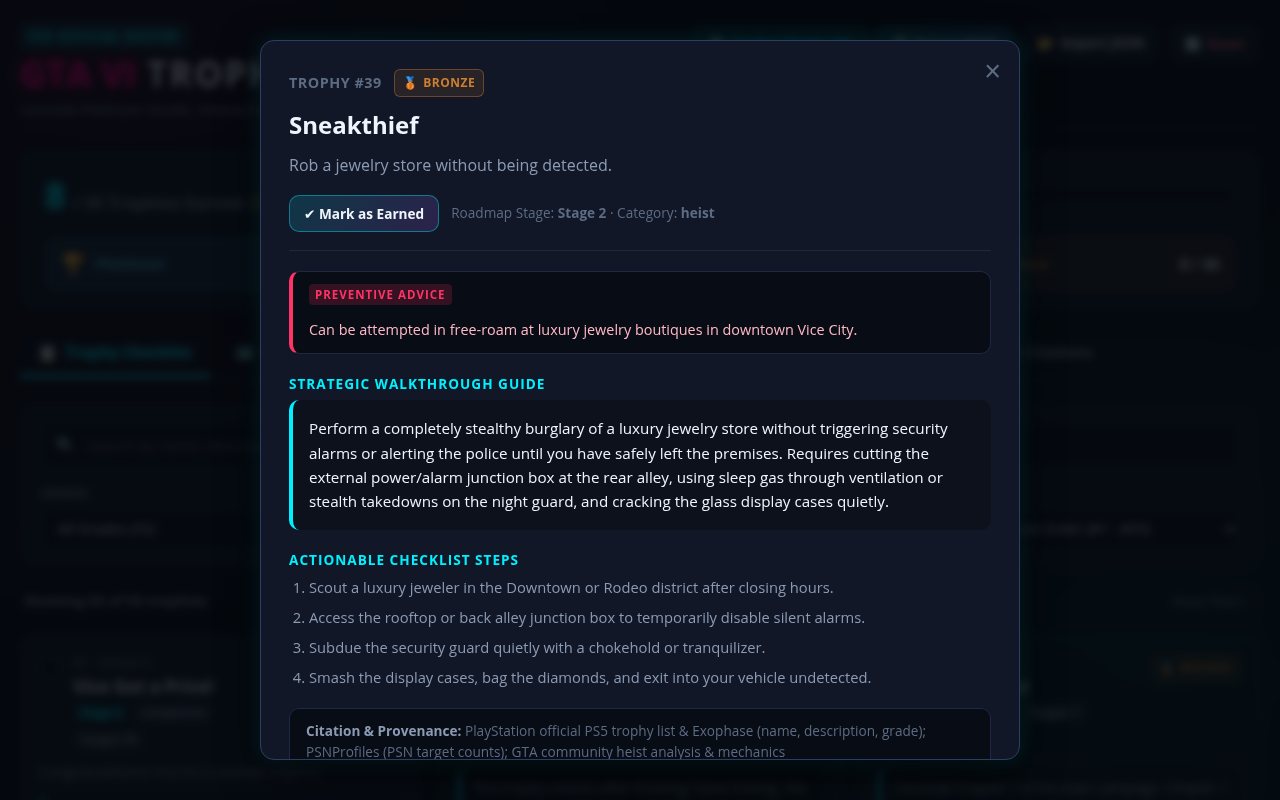 GTA VI TROP
TROPHY #39
BRONZE
×
Sneakthief
Rob a jewelry store without being detected.
✔ Mark as Earned
Roadmap Stage: Stage 2 · Category: heist
PREVENTIVE ADVICE
Can be attempted in free-roam at luxury jewelry boutiques in downtown Vice City.
STRATEGIC WALKTHROUGH GUIDE
Perform a completely stealthy burglary of a luxury jewelry store without triggering security
alarms or alerting the police until you have safely left the premises. Requires cutting the
external power/alarm junction box at the rear alley, using sleep gas through ventilation or
stealth takedowns on the night guard, and cracking the glass display cases quietly.
ACTIONABLE CHECKLIST STEPS
1. Scout a luxury jeweler in the Downtown or Rodeo district after closing hours.
2. Access the rooftop or back alley junction box to temporarily disable silent alarms.
3. Subdue the security guard quietly with a chokehold or tranquilizer.
4. Smash the display cases, bag the diamonds, and exit into your vehicle undetected.
Citation & Provenance: PlayStation official PS5 trophy list & Exophase (name, description, grade);
PSNProfiles (PSN target counts); GTA community heist analysis & mechanics